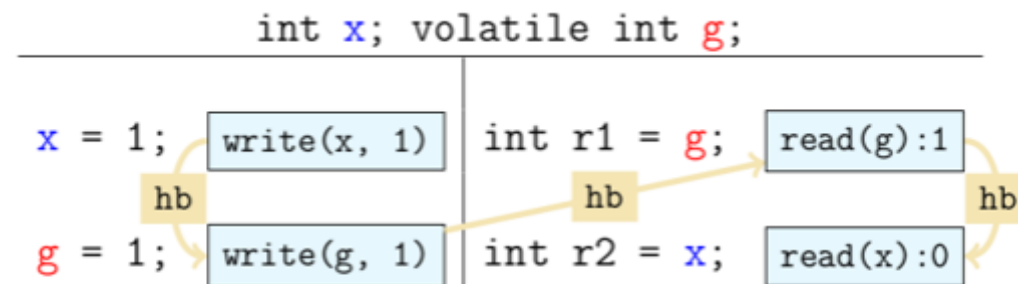 int x; volatile int g;
x = 1; write(x, 1) int r1 = g; read(g):1
hb hb hb
g = 1; write(g, 1) int r2 = x; read(x):0